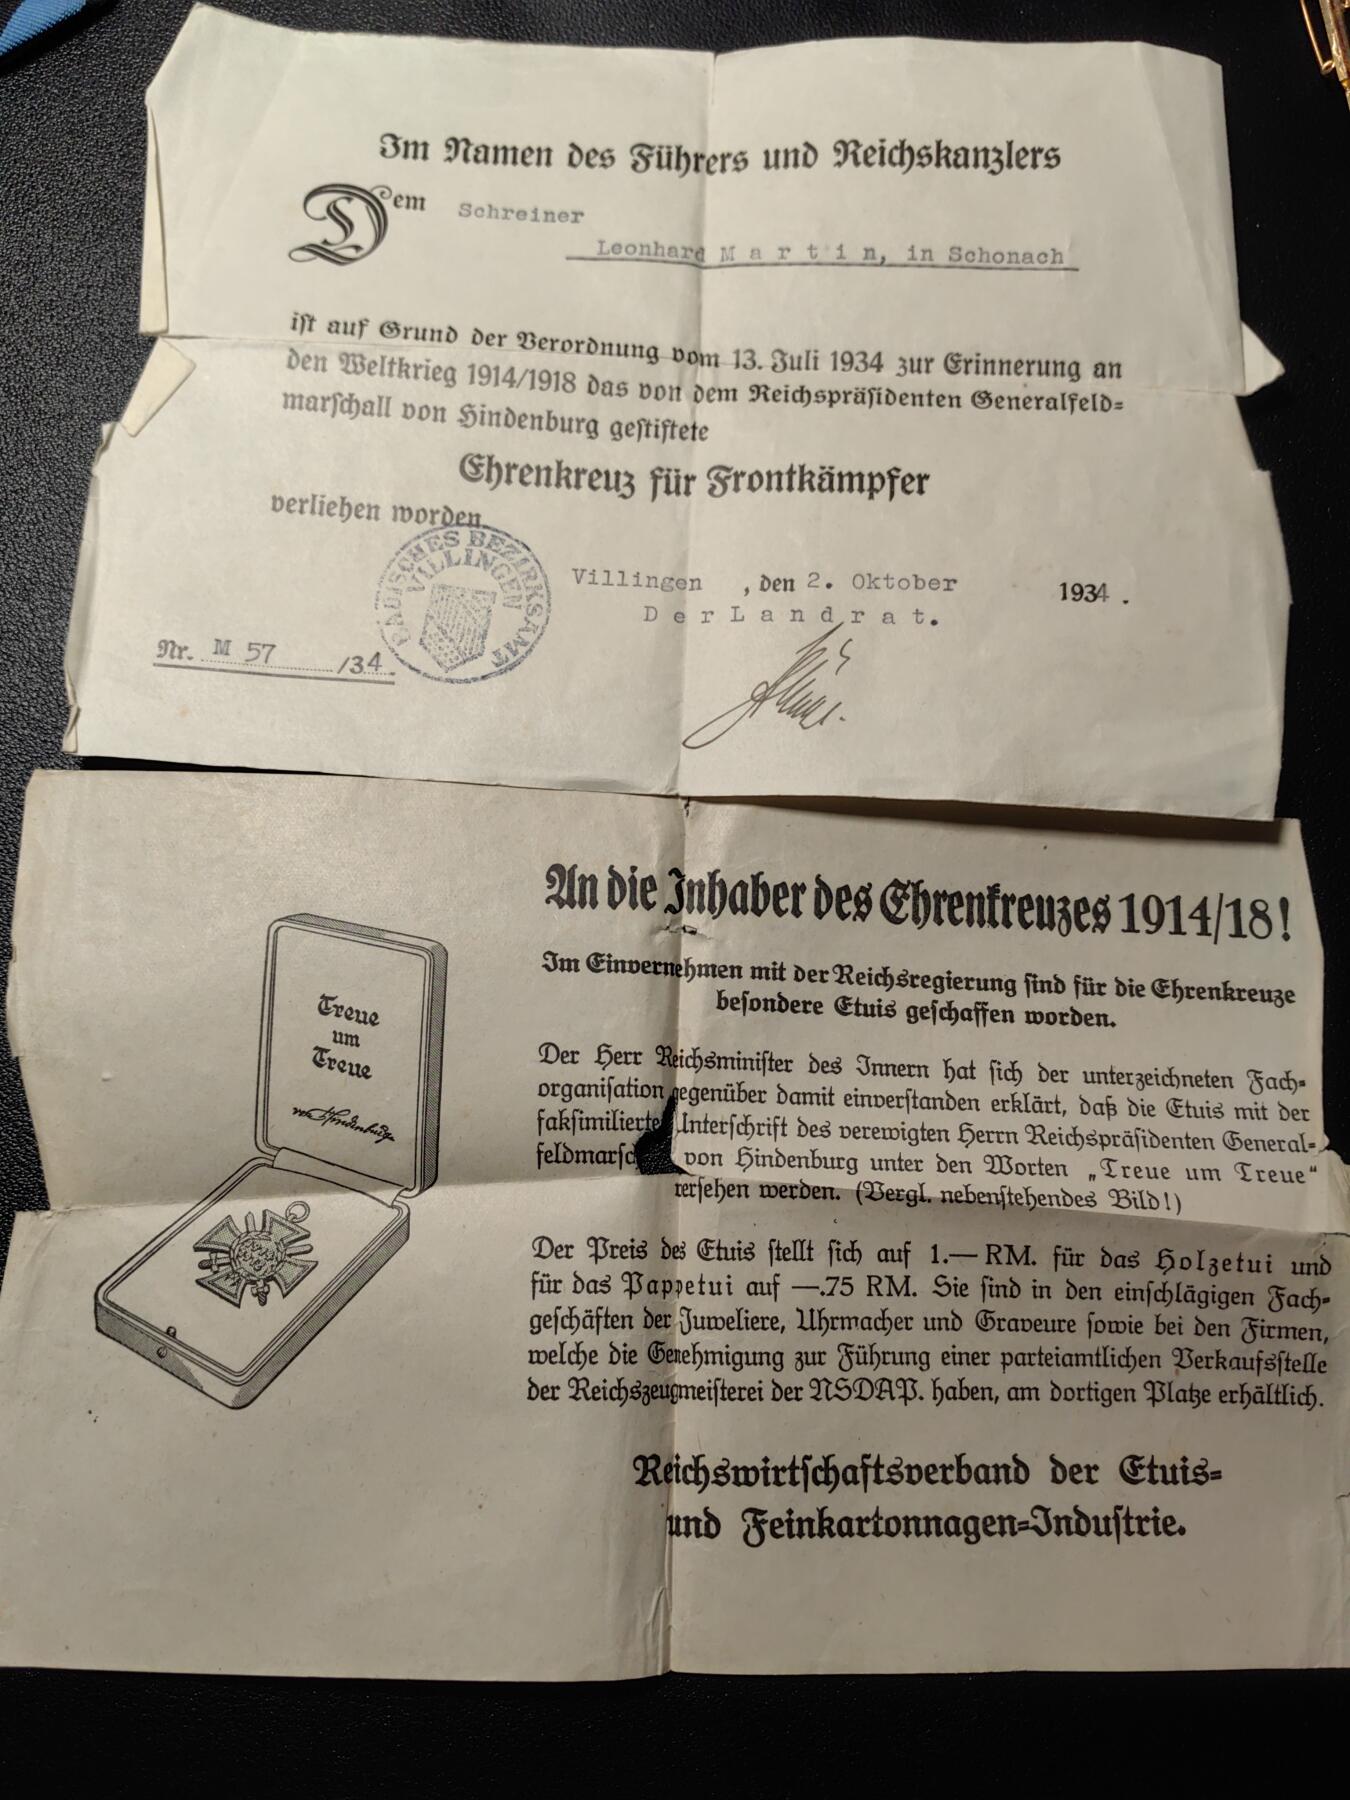 Im Namen des Führers und Reichskanzlers
Dem Schreiner
Leonhard M a r t i n, in Schonach
ist auf Grund der Verordnung vom 13. Juli 1934 zur Erinnerung an
den Weltkrieg 1914/1918 das von dem Reichspräsidenten Generalfeld=
marschall von Hindenburg gestiftete
Ehrenkreuz für Frontkämpfer
verliehen worden.
BADISCHES BEZIRKSAMT
VILLINGEN
Villingen, den 2. Oktober 1934.
D e r L a n d r a t.
Nr. M 57 /34
An die Inhaber des Ehrenkreuzes 1914/18!
Im Einvernehmen mit der Reichsregierung sind für die Ehrenkreuze
besondere Etuis geschaffen worden.
Der Herr Reichsminister des Innern hat sich der unterzeichneten Fach=
organisation gegenüber damit einverstanden erklärt, daß die Etuis mit der
faksimilierte Unterschrift des verewigten Herrn Reichspräsidenten General=
feldmarsc von Hindenburg unter den Worten „Treue um Treue“
versehen werden. (Vergl. nebenstehendes Bild!)
Der Preis des Etuis stellt sich auf 1.— RM. für das Holzetui und
für das Pappetui auf —.75 RM. Sie sind in den einschlägigen Fach=
geschäften der Juweliere, Uhrmacher und Graveure sowie bei den Firmen,
welche die Genehmigung zur Führung einer parteiamtlichen Verkaufsstelle
der Reichszeugmeisterei der NSDAP. haben, am dortigen Platze erhältlich.
Reichswirtschaftsverband der Etuis=
und Feinkartonnagen=Industrie.
Treue
um
Treue
von Hindenburg